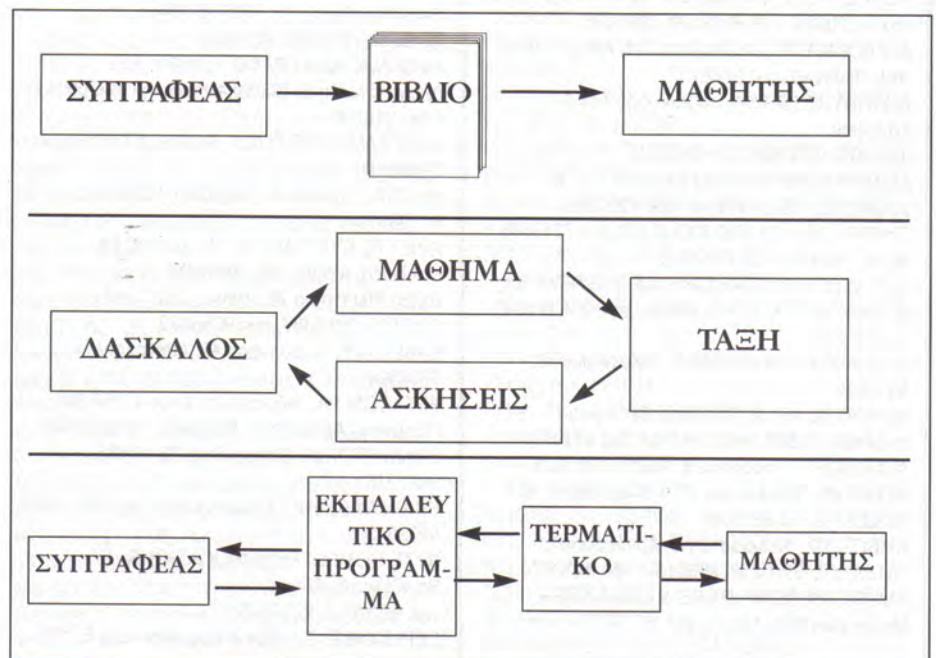 ΣΥΓΓΡΑΦΕΑΣ ΒΙΒΛΙΟ ΜΑΘΗΤΗΣ
ΜΑΘΗΜΑ
ΔΑΣΚΑΛΟΣ
ΤΑΞΗ
ΑΣΚΗΣΕΙΣ
ΣΥΓΓΡΑΦΕΑΣ
ΕΚΠΑΙΔΕΥ
ΤΙΚΟ
ΠΡΟΓΡΑΜ-
ΜΑ
ΤΕΡΜΑΤΙ-
ΚΟ
ΜΑΘΗΤΗΣ